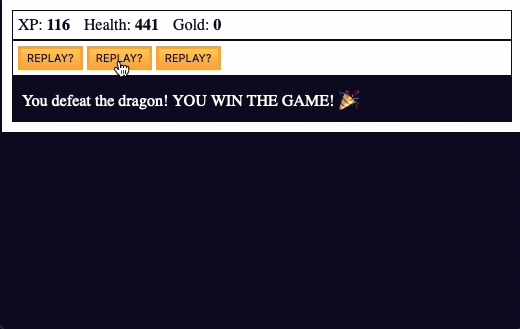 XP: 116 Health: 441 Gold: 0
REPLAY? REPLAY? REPLAY?
You defeat the dragon! YOU WIN THE GAME! 🎉